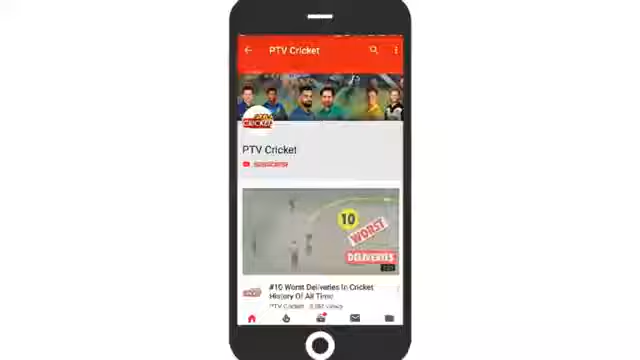 PTV Cricket
CRICKET
PTV Cricket
10
WORST
DELIVERIES
#10 Worst Deliveries In Cricket
History Of All Time
PTV Cricket
views